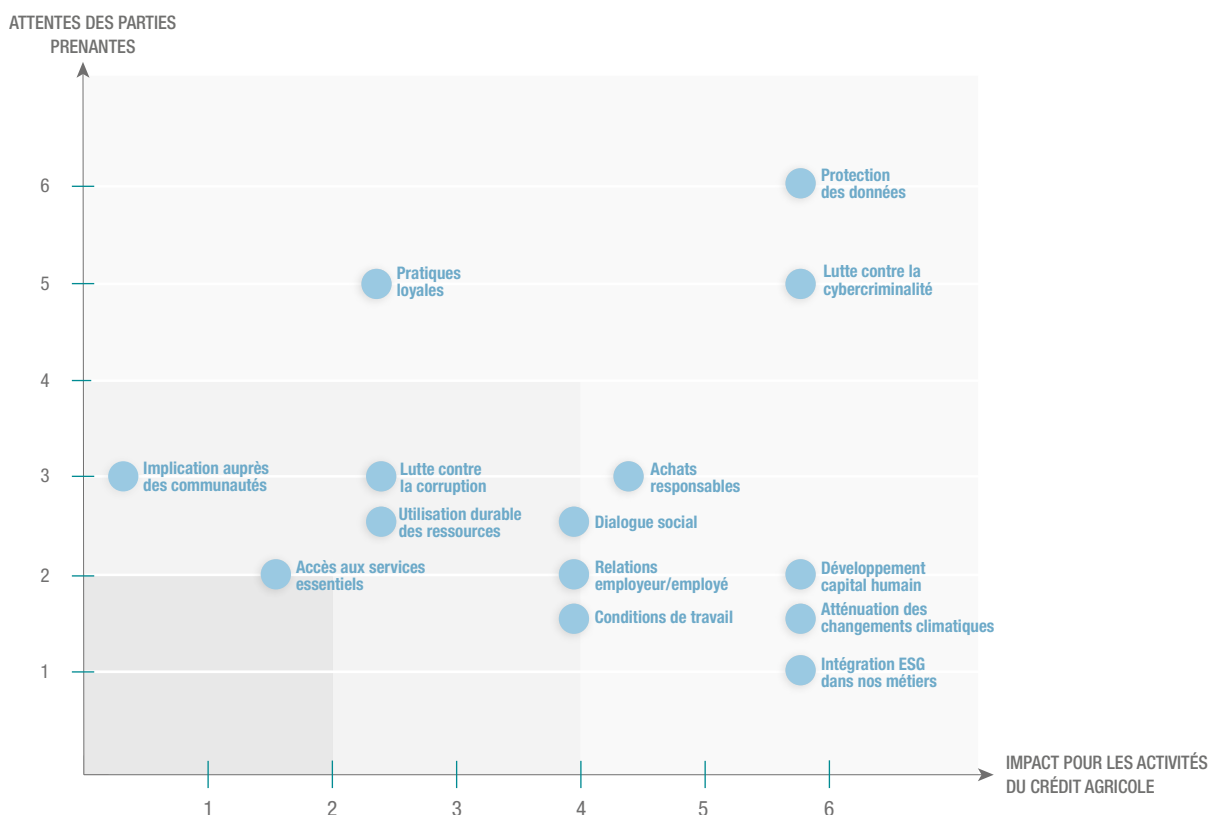 ATTENTES DES PARTIES
PRENANTES
6
Protection
des données
5
Pratiques
loyales
Lutte contre la
cybercriminalité
4
3
Implication auprès
des communautés
Lutte contre
la corruption
Achats
responsables
Utilisation durable
des ressources
Dialogue social
2
Accès aux services
essentiels
Relations
employeur/employé
Développement
capital humain
Conditions de travail
Atténuation des
changements climatiques
1
Intégration ESG
dans nos métiers
IMPACT POUR LES ACTIVITÉS
DU CRÉDIT AGRICOLE
1 2 3 4 5 6